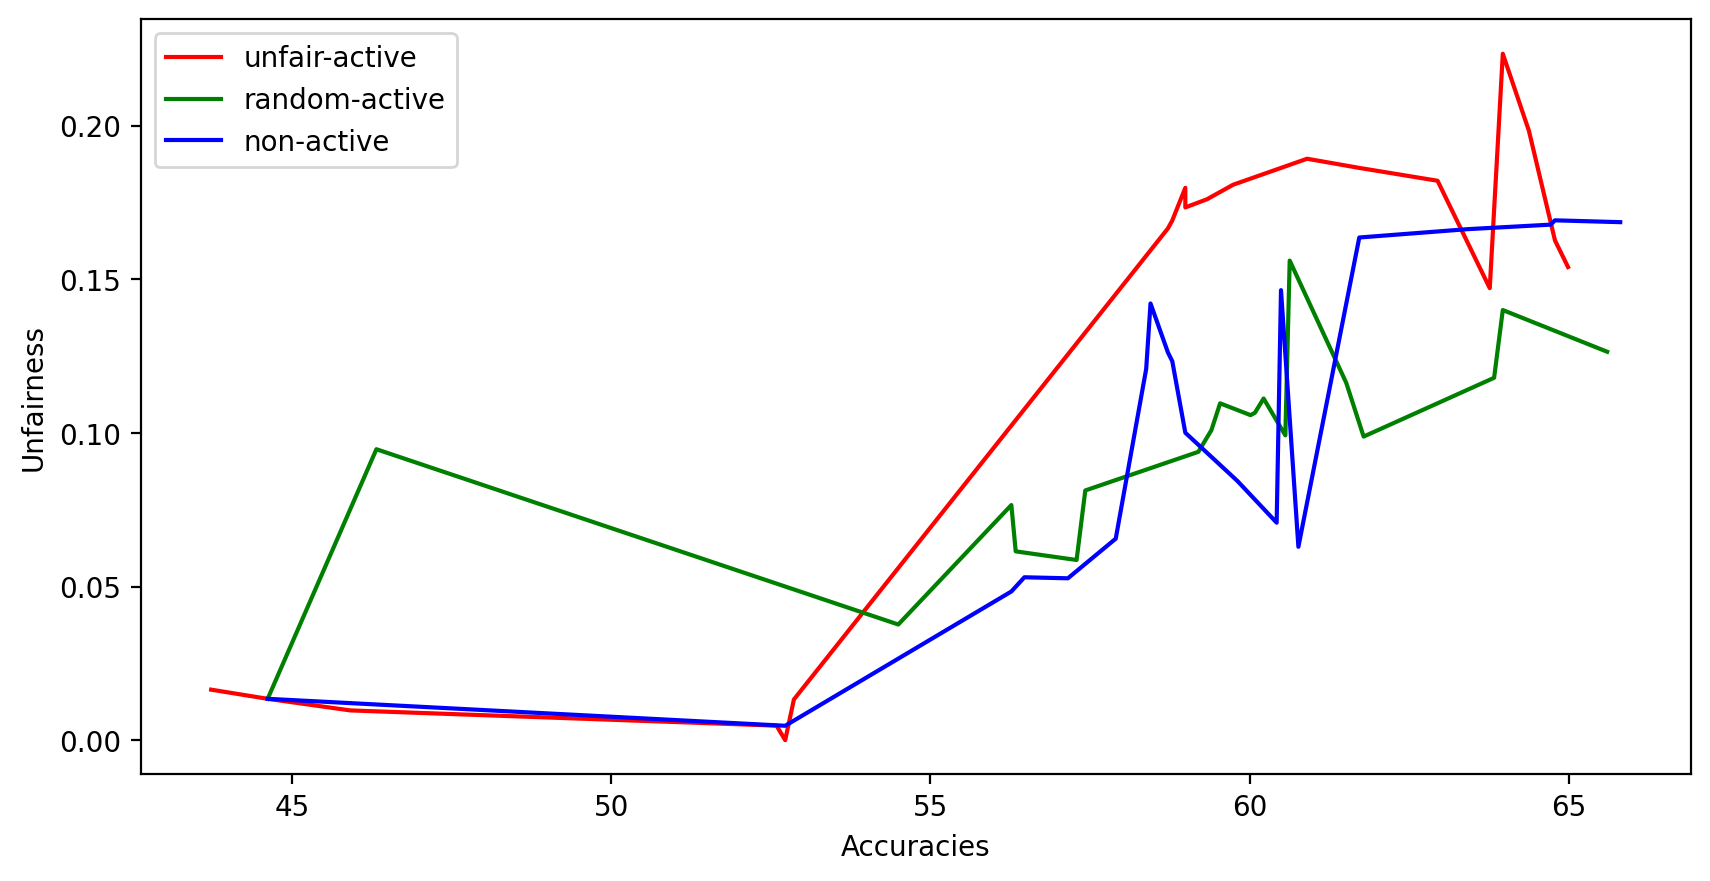 unfair-active
random-active
non-active
0.20
0.15
0.10
0.05
0.00
Unfairness
45 50 55 60 65
Accuracies